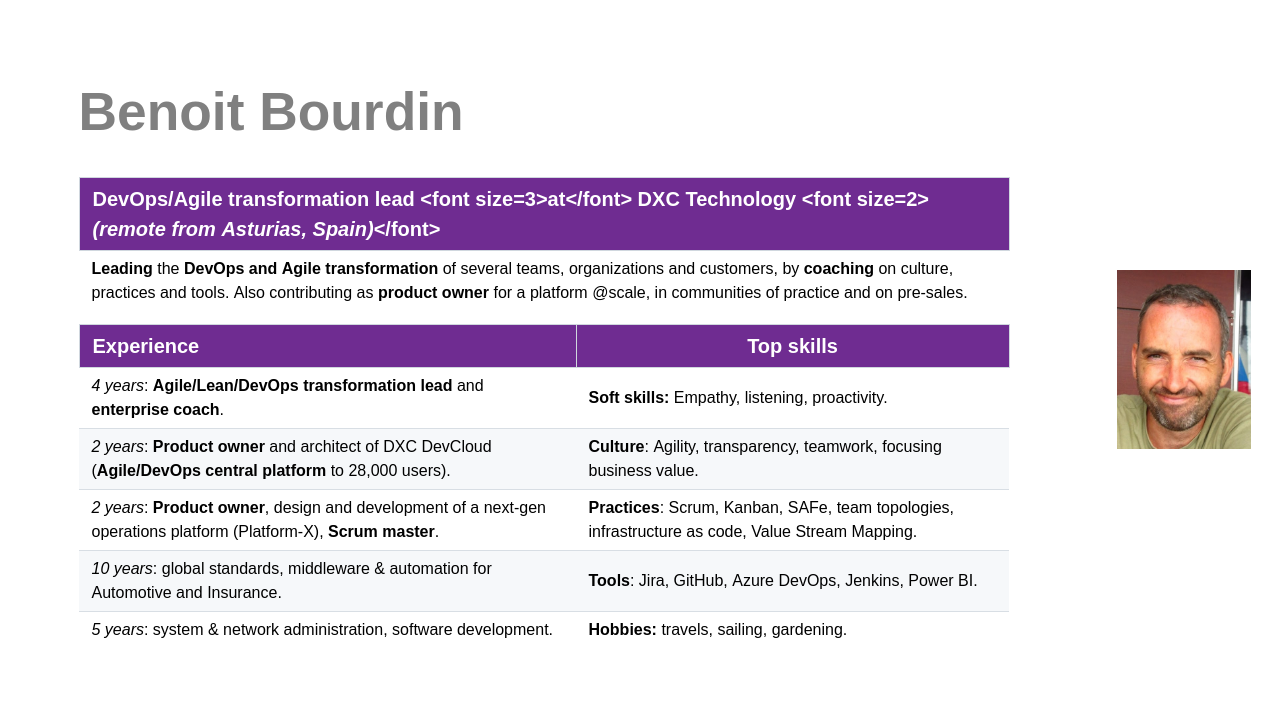 Benoit Bourdin
DevOps/Agile transformation lead <font size=3>at</font> DXC Technology <font size=2>
(remote from Asturias, Spain)</font>
Leading the DevOps and Agile transformation of several teams, organizations and customers, by coaching on culture,
practices and tools. Also contributing as product owner for a platform @scale, in communities of practice and on pre-sales.
Experience
Top skills
4 years: Agile/Lean/DevOps transformation lead and
enterprise coach.
Soft skills: Empathy, listening, proactivity.
2 years: Product owner and architect of DXC DevCloud
(Agile/DevOps central platform to 28,000 users).
Culture: Agility, transparency, teamwork, focusing
business value.
2 years: Product owner, design and development of a next-gen
operations platform (Platform-X), Scrum master.
Practices: Scrum, Kanban, SAFe, team topologies,
infrastructure as code, Value Stream Mapping.
10 years: global standards, middleware & automation for
Automotive and Insurance.
Tools: Jira, GitHub, Azure DevOps, Jenkins, Power BI.
5 years: system & network administration, software development.
Hobbies: travels, sailing, gardening.